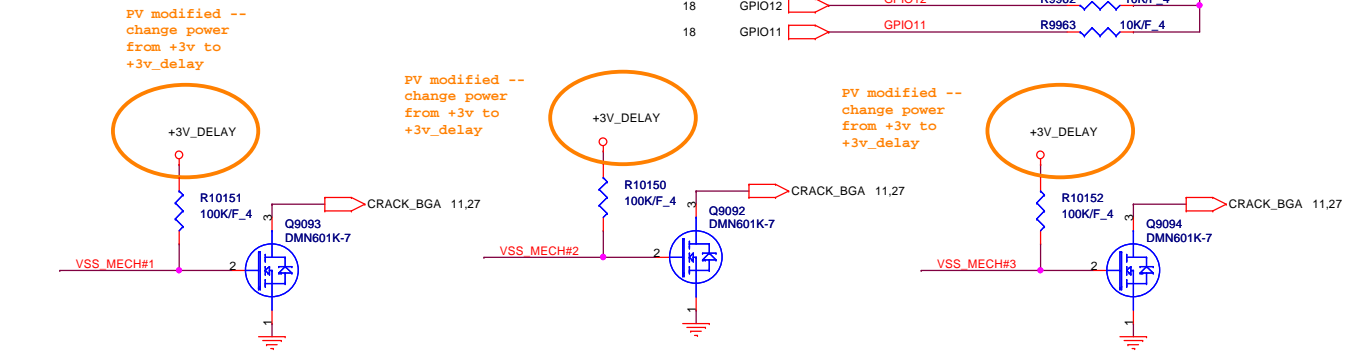 18 GPIO12 GPIO12 R9962 10K/F_4
18 GPIO11 GPIO11 R9963 10K/F_4
PV modified --
change power
from +3v to
+3v_delay
+3V_DELAY
R10151
100K/F_4
CRACK_BGA 11,27
3
Q9093
DMN601K-7
VSS_MECH#1
2
1
PV modified --
change power
from +3v to
+3v_delay
+3V_DELAY
R10150
100K/F_4
CRACK_BGA 11,27
3
Q9092
DMN601K-7
VSS_MECH#2
2
1
PV modified --
change power
from +3v to
+3v_delay
+3V_DELAY
R10152
100K/F_4
CRACK_BGA 11,27
3
Q9094
DMN601K-7
VSS_MECH#3
2
1